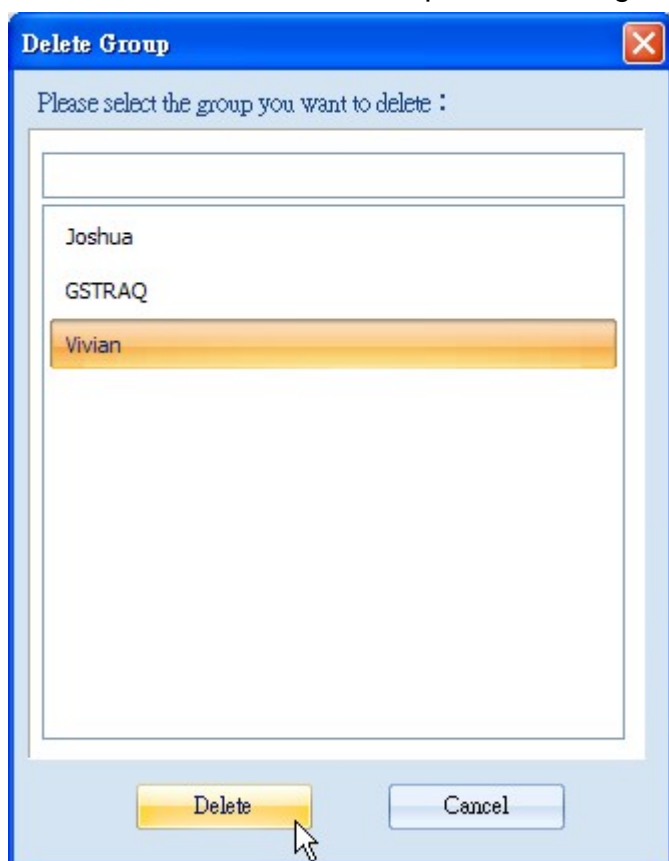 Delete Group
Please select the group you want to delete：
Joshua
GSTRAQ
Vivian
Delete Cancel